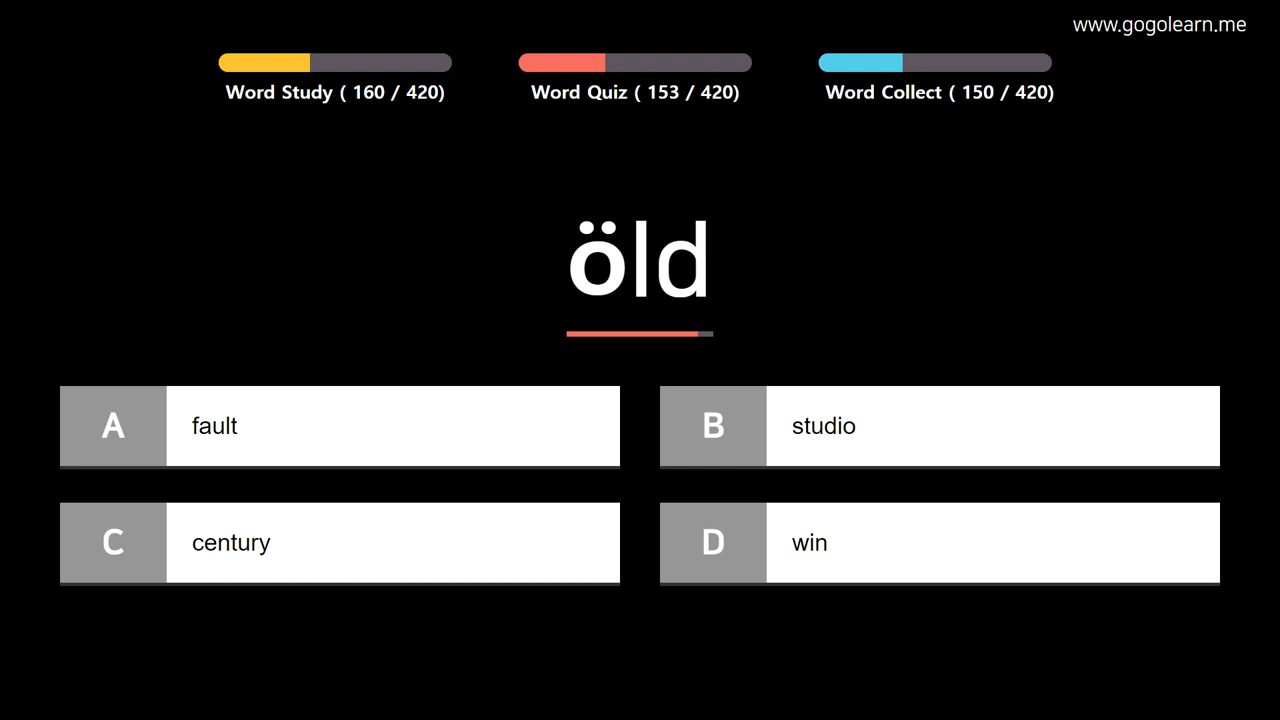 www.gogolearn.me
Word Study ( 160 / 420)
Word Quiz ( 153 / 420)
Word Collect ( 150 / 420)
öld
A fault
B studio
C century
D win